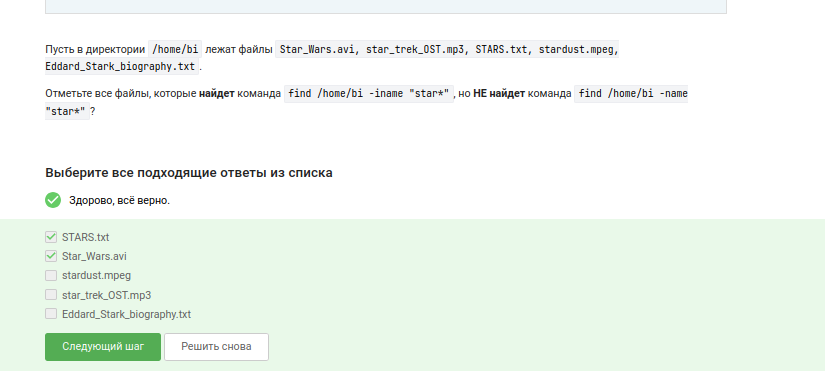 Пусть в директории /home/bi лежат файлы Star_Wars.avi, star_trek_OST.mp3, STARS.txt, stardust.mpeg,
Eddard_Stark_biography.txt.
Отметьте все файлы, которые найдет команда find /home/bi -iname "star*", но НЕ найдет команда find /home/bi -name
"star*"?
Выберите все подходящие ответы из списка
Здорово, всё верно.
STARS.txt
Star_Wars.avi
stardust.mpeg
star_trek_OST.mp3
Eddard_Stark_biography.txt
Следующий шаг Решить снова